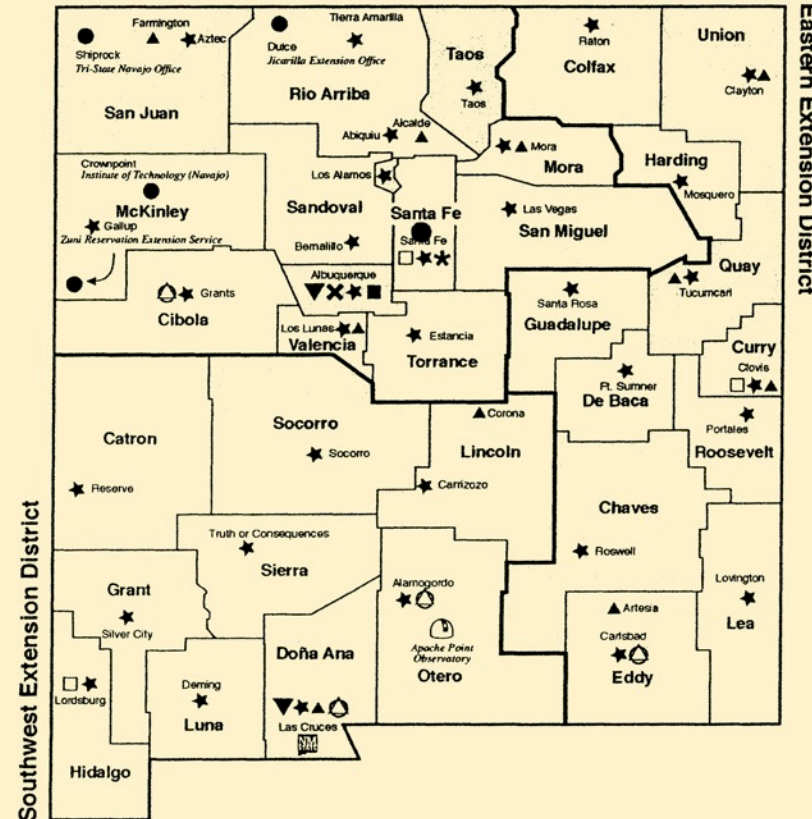 Farmington
Aztec
Shiprock
Tri-State Navajo Office
San Juan
Tierra Amarilla
Dulce
Jicarilla Extension Office
Rio Arriba
Alcalde
Abiquiu
Taos
Taos
Raton
Colfax
Union
Clayton
Eastern Extension District
Crownpoint
Institute of Technology (Navajo)
McKinley
Gallup
Zuni Reservation Extension Service
Los Alamos
Sandoval
Bernalillo
Santa Fe
Santa Fe
Mora
Mora
Harding
Mosquero
Las Vegas
San Miguel
Quay
Tucumcari
Grants
Cibola
Albuquerque
Los Lunas
Valencia
Estancia
Torrance
Santa Rosa
Guadalupe
Curry
Clovis
Ft. Sumner
De Baca
Portales
Roosevelt
Catron
Reserve
Socorro
Socorro
Corona
Lincoln
Carrizozo
Chaves
Roswell
Truth or Consequences
Sierra
Southwest Extension District
Grant
Silver City
Lordsburg
Hidalgo
Deming
Luna
Doña Ana
Las Cruces
Alamogordo
Apache Point
Observatory
Otero
Artesia
Carlsbad
Eddy
Lovington
Lea